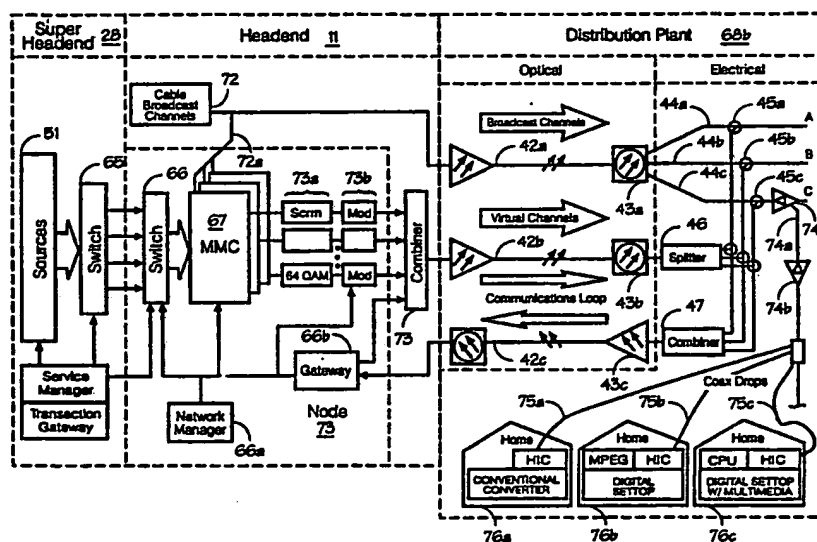 Super Headend 28
Headend 11
Distribution Plant 68b
Optical
Electrical
Cable Broadcast Channels
72
72a
Broadcast Channels
42a
43a
44a
44b
44c
45a
45b
45c
A
B
C
51
65
66
67
MMC
73a
73b
Scrm
Mod
64 QAM
Mod
Sources
Switch
Switch
Combiner
73
Virtual Channels
42b
43b
46
Splitter
74
74a
74b
Communications Loop
47
Combiner
42c
43c
66b
Gateway
Service Manager
Transaction Gateway
Network Manager
66a
Node
73
Coax Drops
75a
75b
75c
Home
HIC
CONVENTIONAL CONVERTER
76a
Home
MPEG
HIC
DIGITAL SETTOP
76b
Home
CPU
HIC
DIGITAL SETTOP W/ MULTIMEDIA
76c